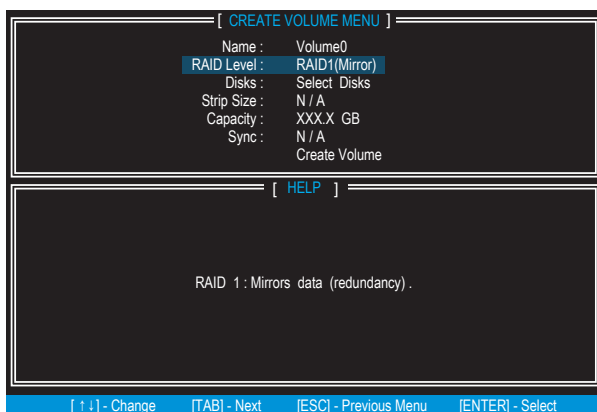 [ CREATE VOLUME MENU ]
Name : Volume0
RAID Level : RAID1(Mirror)
Disks : Select Disks
Strip Size : N / A
Capacity : XXX.X GB
Sync : N / A
Create Volume
[ HELP ]
RAID 1 : Mirrors data (redundancy) .
[ ↑↓] - Change [TAB] - Next [ESC] - Previous Menu [ENTER] - Select